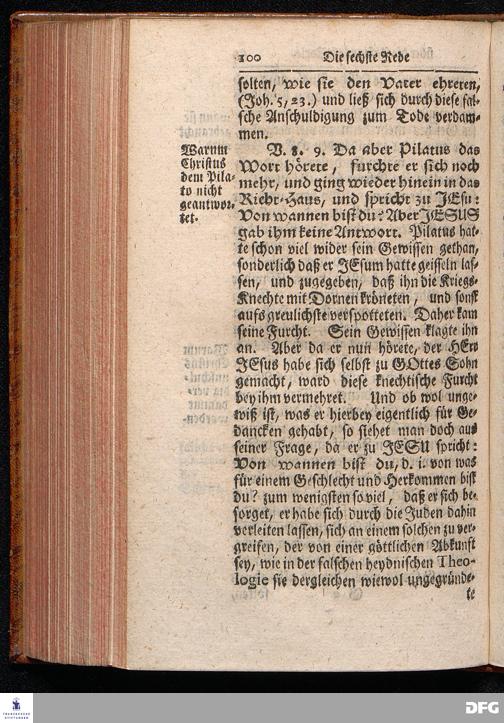 100 Die sechste Rede
solten, wie sie den Vater ehreten,
(Joh. 5, 23.) und ließ sich durch diese fal-
sche Anschuldigung zum Tode verdam-
men.
Warum
Christus
dem Pila-
to nicht
geantwor-
tet.
V. 8. 9. Da aber Pilatus das
Wort hörete, furchte er sich noch
mehr, und ging wieder hinein in das
Richt-Haus, und spricht zu JEsu:
Von wannen bist du? Aber JESUS
gab ihm keine Antwort. Pilatus hat-
te schon viel wider sein Gewissen gethan,
sonderlich daß er JEsum hatte geisseln las-
sen, und zugegeben, daß ihn die Kriegs-
Knechte mit Dornen kröneten, und sonst
aufs greulichste verspotteten. Daher kam
seine Furcht. Sein Gewissen klagte ihn
an. Aber da er nun hörete, der HErr
JEsus habe sich selbst zu GOttes Sohn
gemacht, ward diese knechtische Furcht
bey ihm vermehret. Und ob wol unge-
wiß ist, was er hierbey eigentlich für Ge-
dancken gehabt, so siehet man doch aus
seiner Frage, da er zu JESU spricht:
Von wannen bist du, d. i. von was
für einem Geschlecht und Herkommen bist
du? zum wenigsten so viel, daß er sich be-
sorget, er habe sich durch die Juden dahin
verleiten lassen, sich an einem solchen zu ver-
greifen, der von einer göttlichen Abkunft
sey, wie in der falschen heydnischen Theo-
logie sie dergleichen wiewol ungegründe-
te
FRANCKESCHE
STIFTUNGEN
DFG